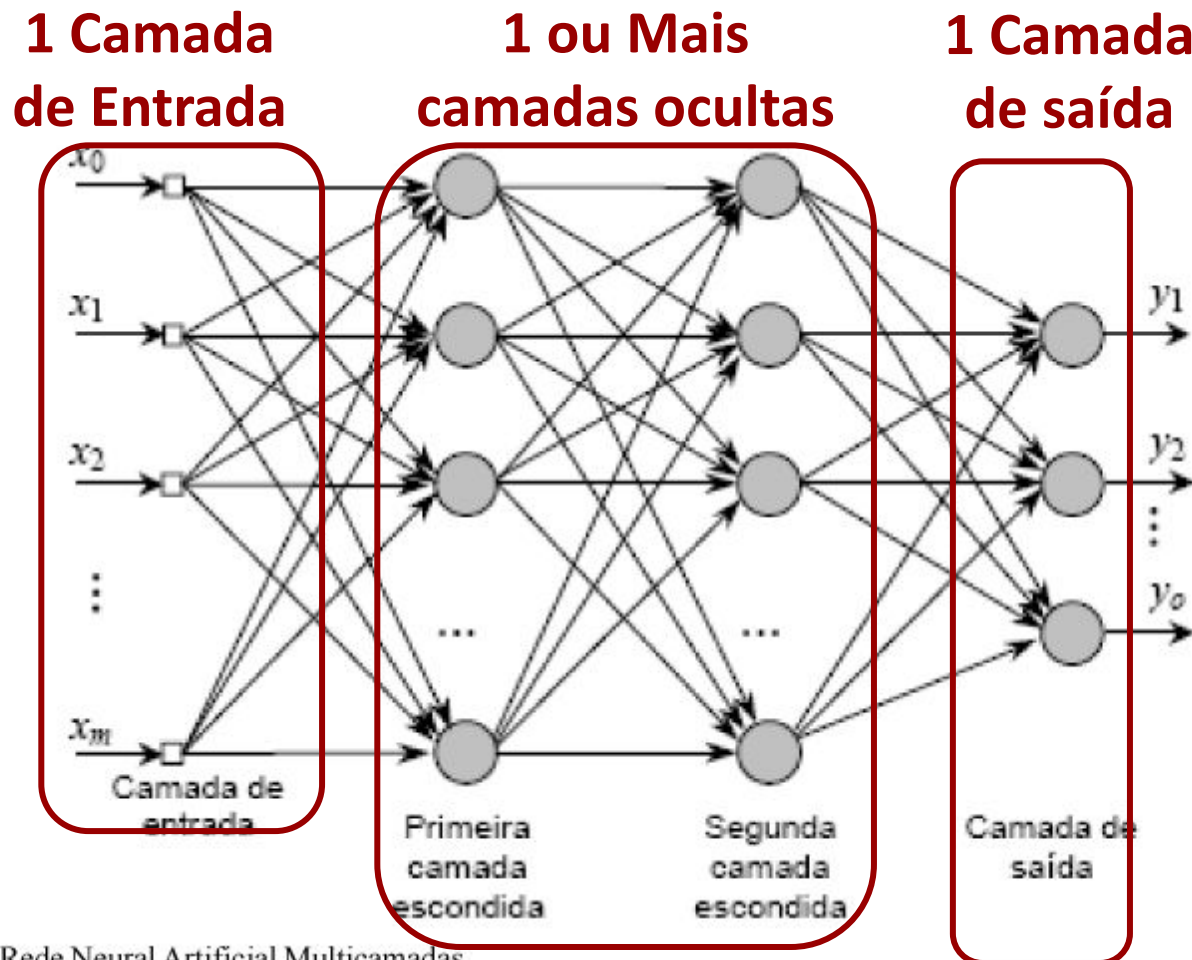 1 Camada
de Entrada
1 ou Mais
camadas ocultas
1 Camada
de saída
x0
x1
x2
⋮
xm
Camada de
entrada
...
Primeira
camada
escondida
...
Segunda
camada
escondida
y1
y2
⋮
yo
Camada de
saída
Rede Neural Artificial Multicamadas